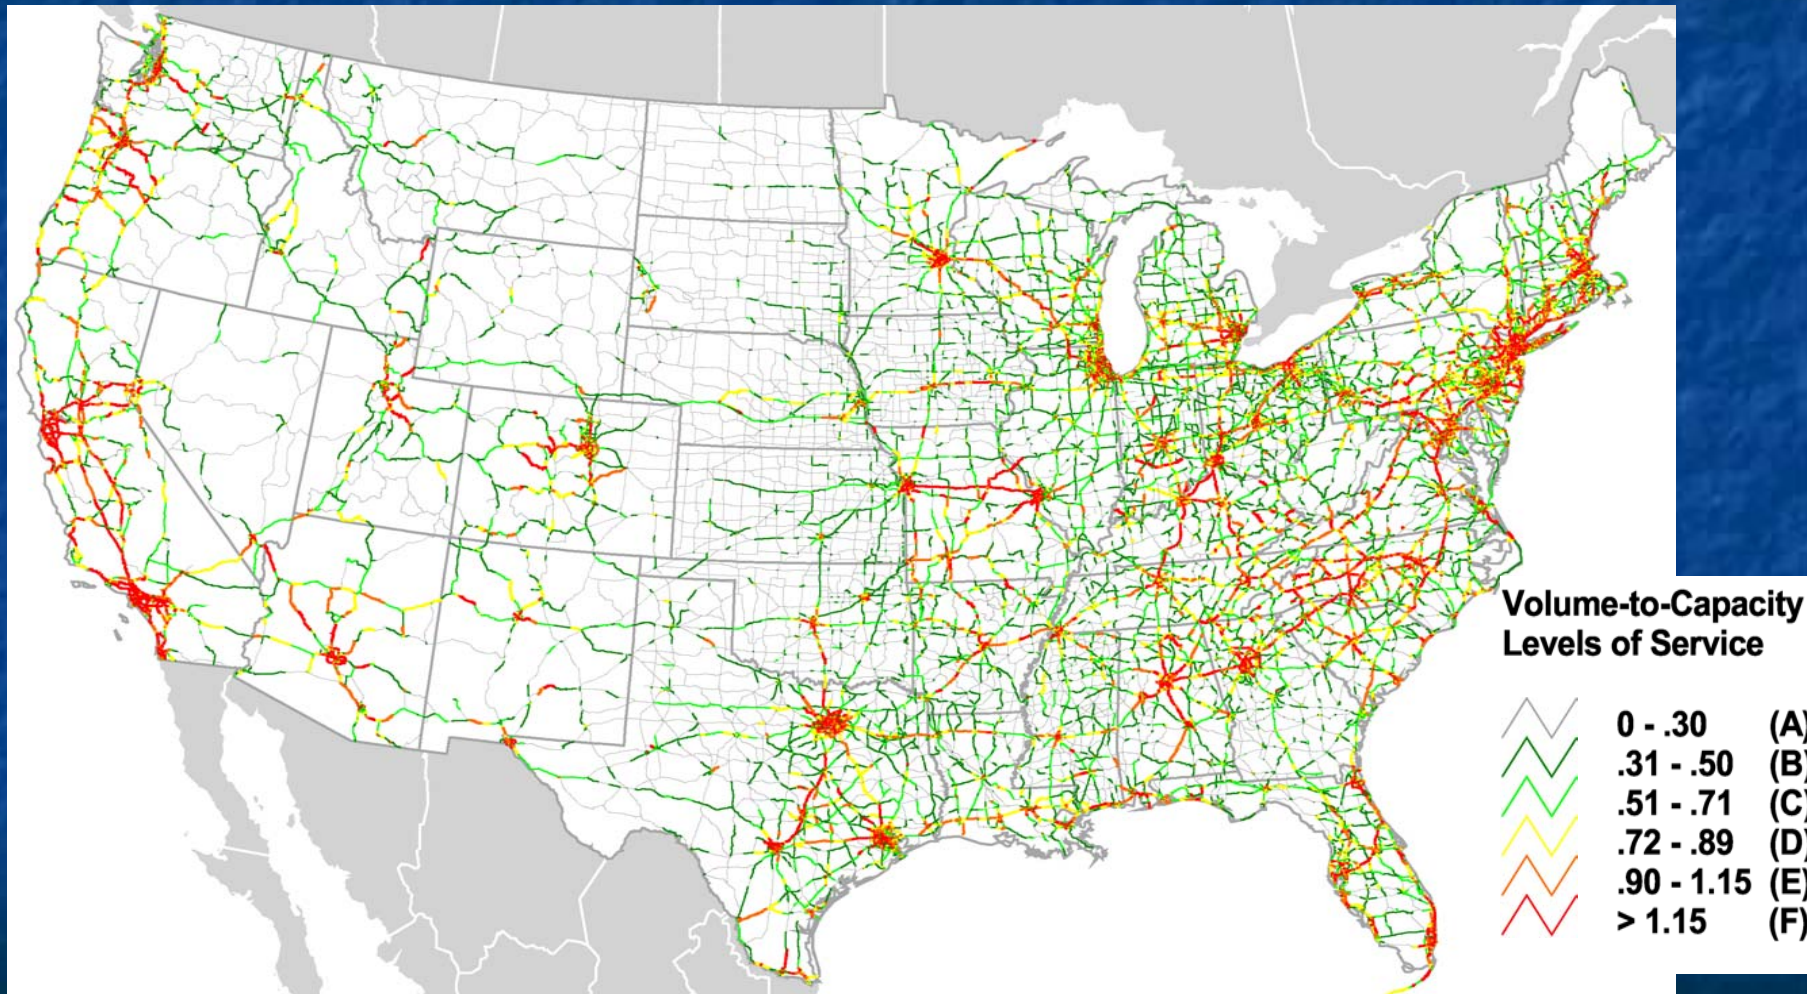 Volume-to-Capacity
Levels of Service
0 - .30 (A)
.31 - .50 (B)
.51 - .71 (C)
.72 - .89 (D)
.90 - 1.15 (E)
> 1.15 (F)